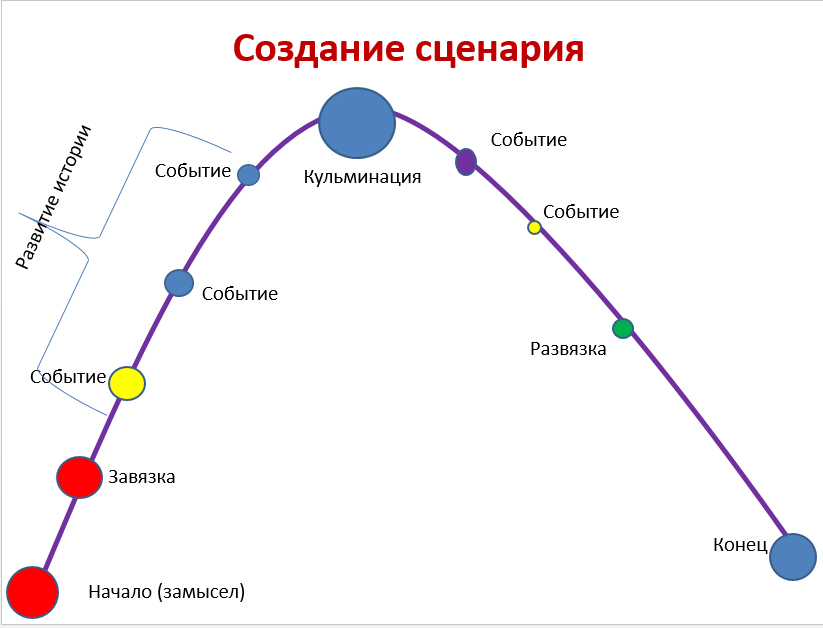 Создание сценария
Событие
Событие
Кульминация
Развитие истории
Событие
Событие
Событие
Развязка
Завязка
Конец
Начало (замысел)